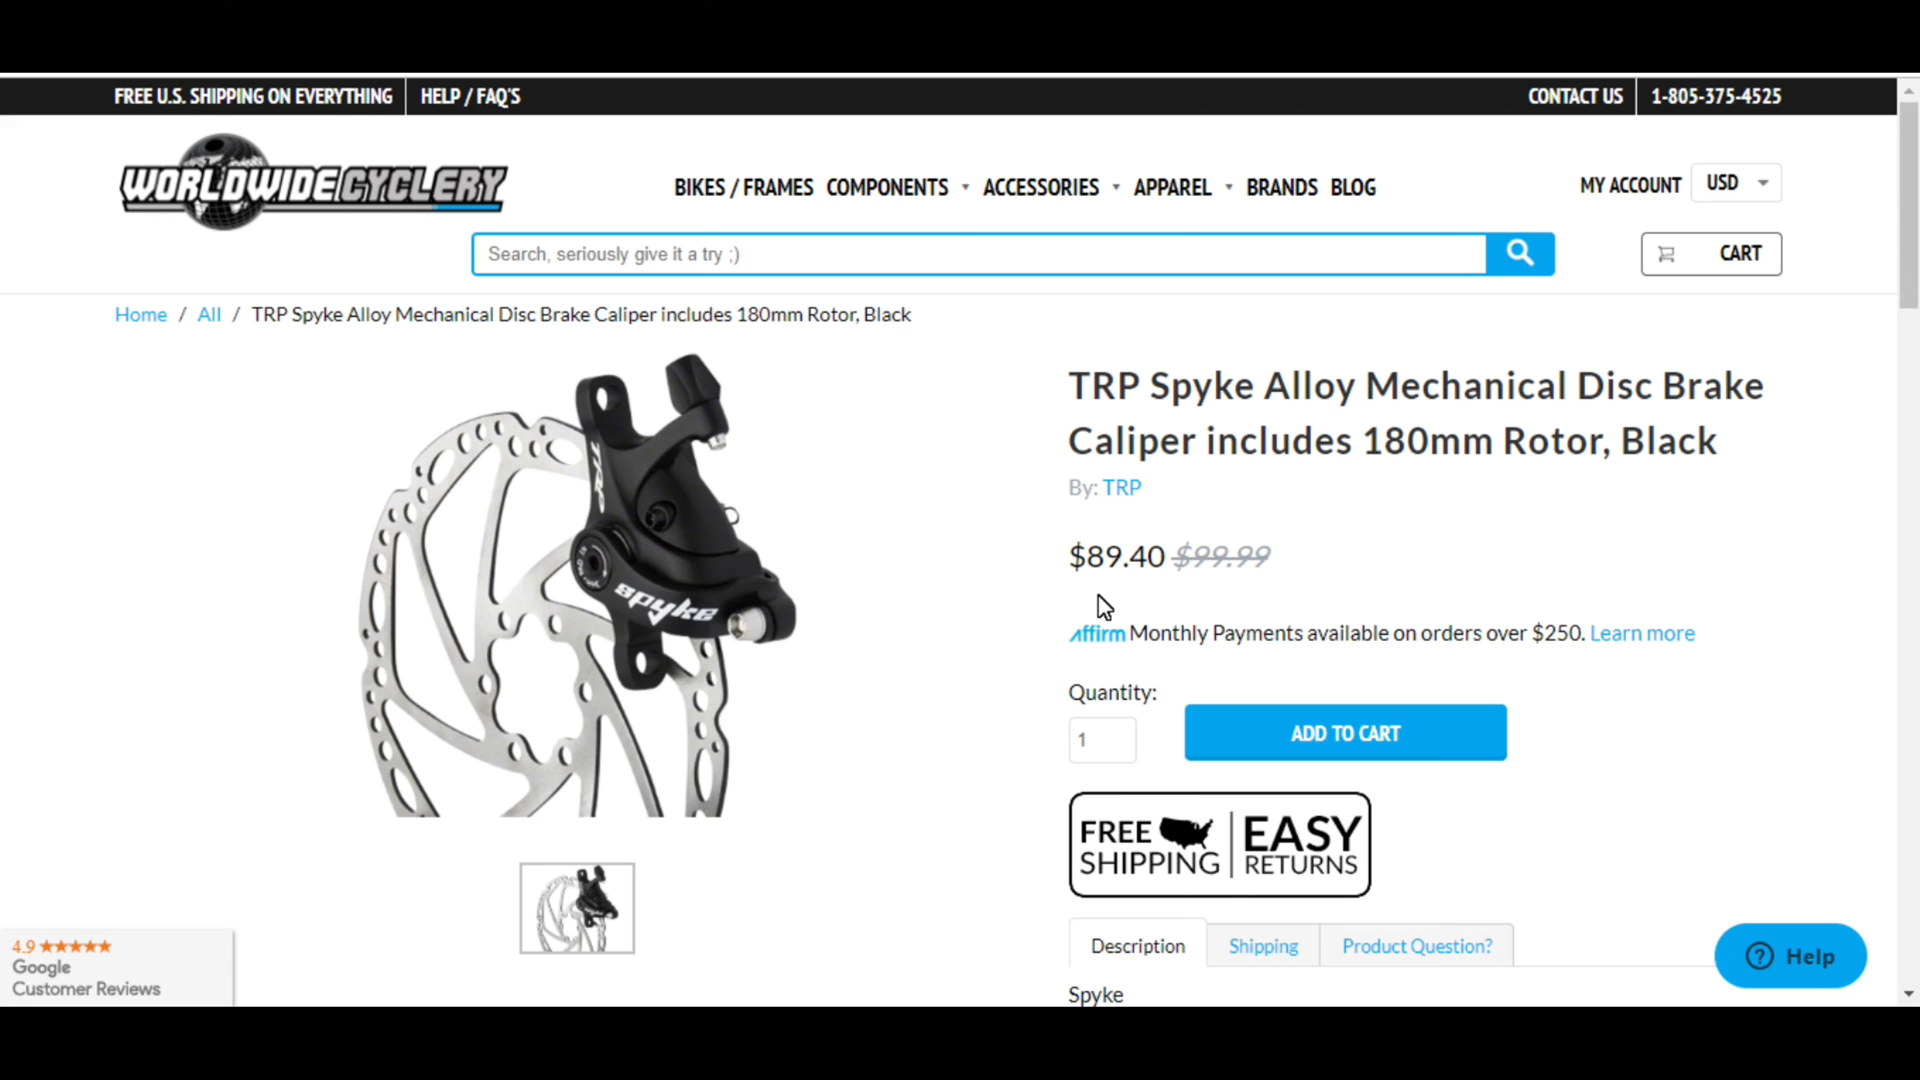 FREE U.S. SHIPPING ON EVERYTHING
HELP / FAQ'S
CONTACT US
1-805-375-4525
WORLDWIDE CYCLERY
BIKES / FRAMES
COMPONENTS
ACCESSORIES
APPAREL
BRANDS
BLOG
MY ACCOUNT
USD
Search, seriously give it a try ;)
CART
Home / All / TRP Spyke Alloy Mechanical Disc Brake Caliper includes 180mm Rotor, Black
TRP
spyke
TRP Spyke Alloy Mechanical Disc Brake
Caliper includes 180mm Rotor, Black
By: TRP
$89.40 $99.99
affirm Monthly Payments available on orders over $250. Learn more
Quantity:
1
ADD TO CART
FREE
SHIPPING
EASY
RETURNS
Description
Shipping
Product Question?
Spyke
4.9 ★★★★★
Google
Customer Reviews
? Help